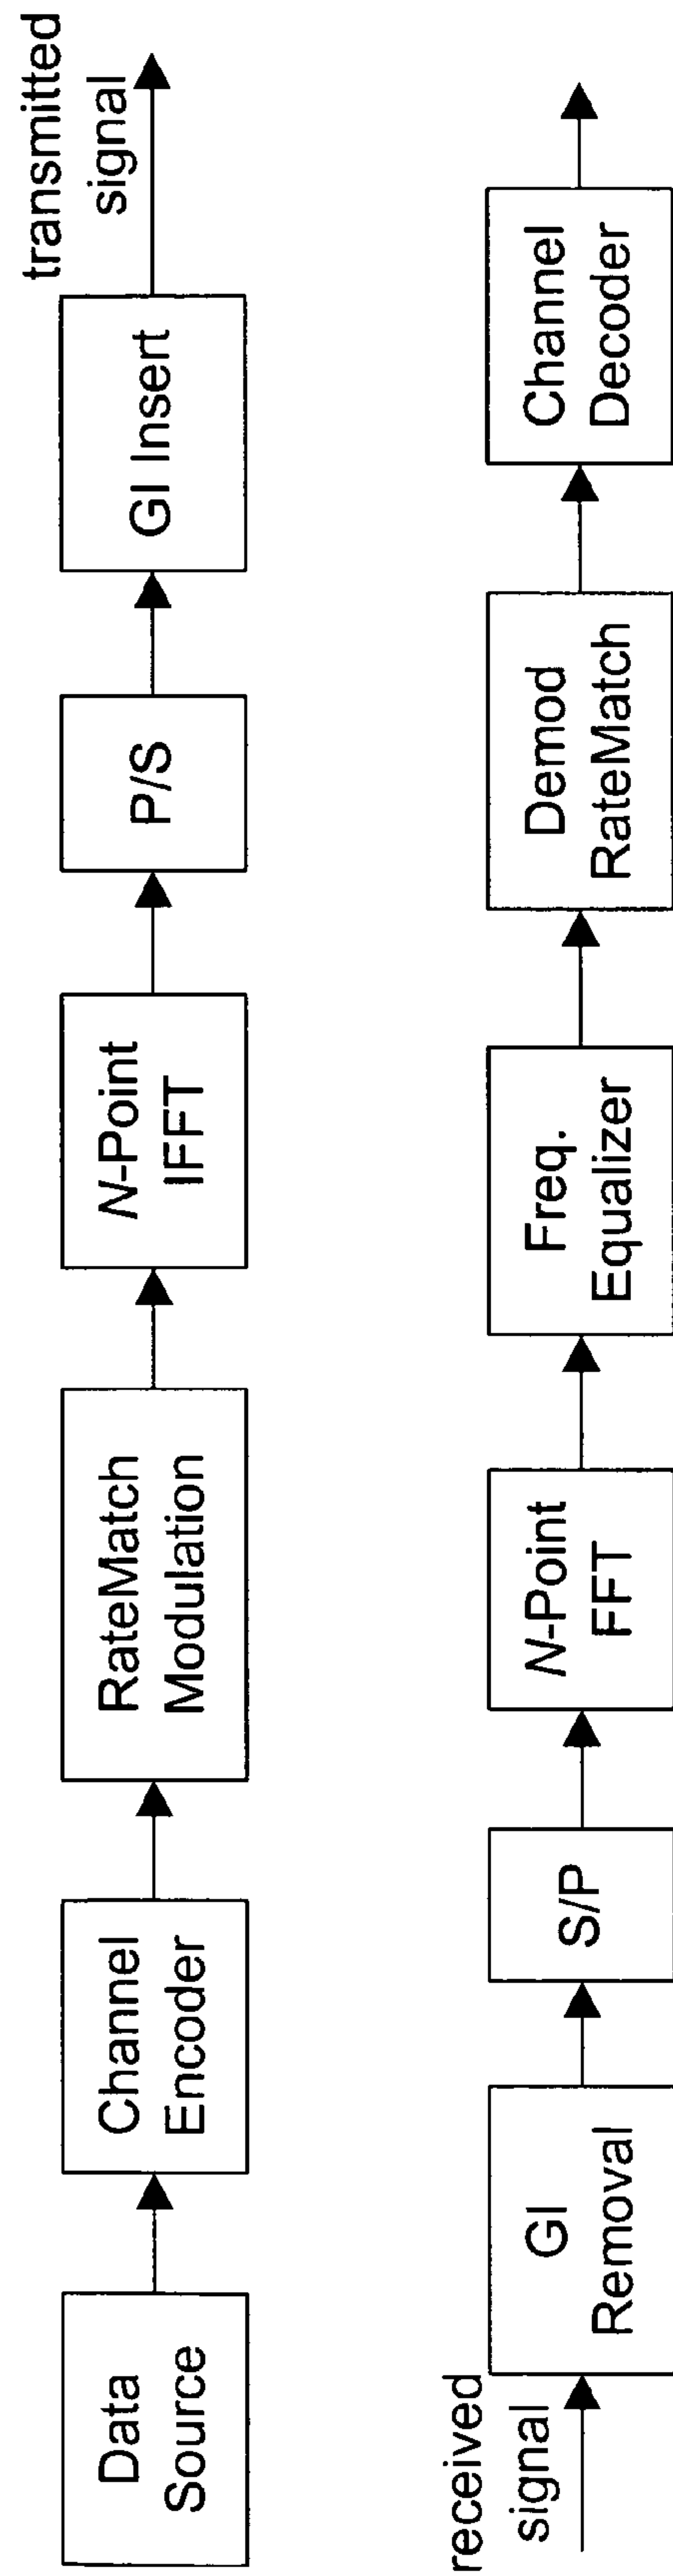 Data
Source
Channel
Encoder
RateMatch
Modulation
N-Point
IFFT
P/S
GI Insert
transmitted
signal
received
signal
GI
Removal
S/P
N-Point
FFT
Freq.
Equalizer
Demod
RateMatch
Channel
Decoder